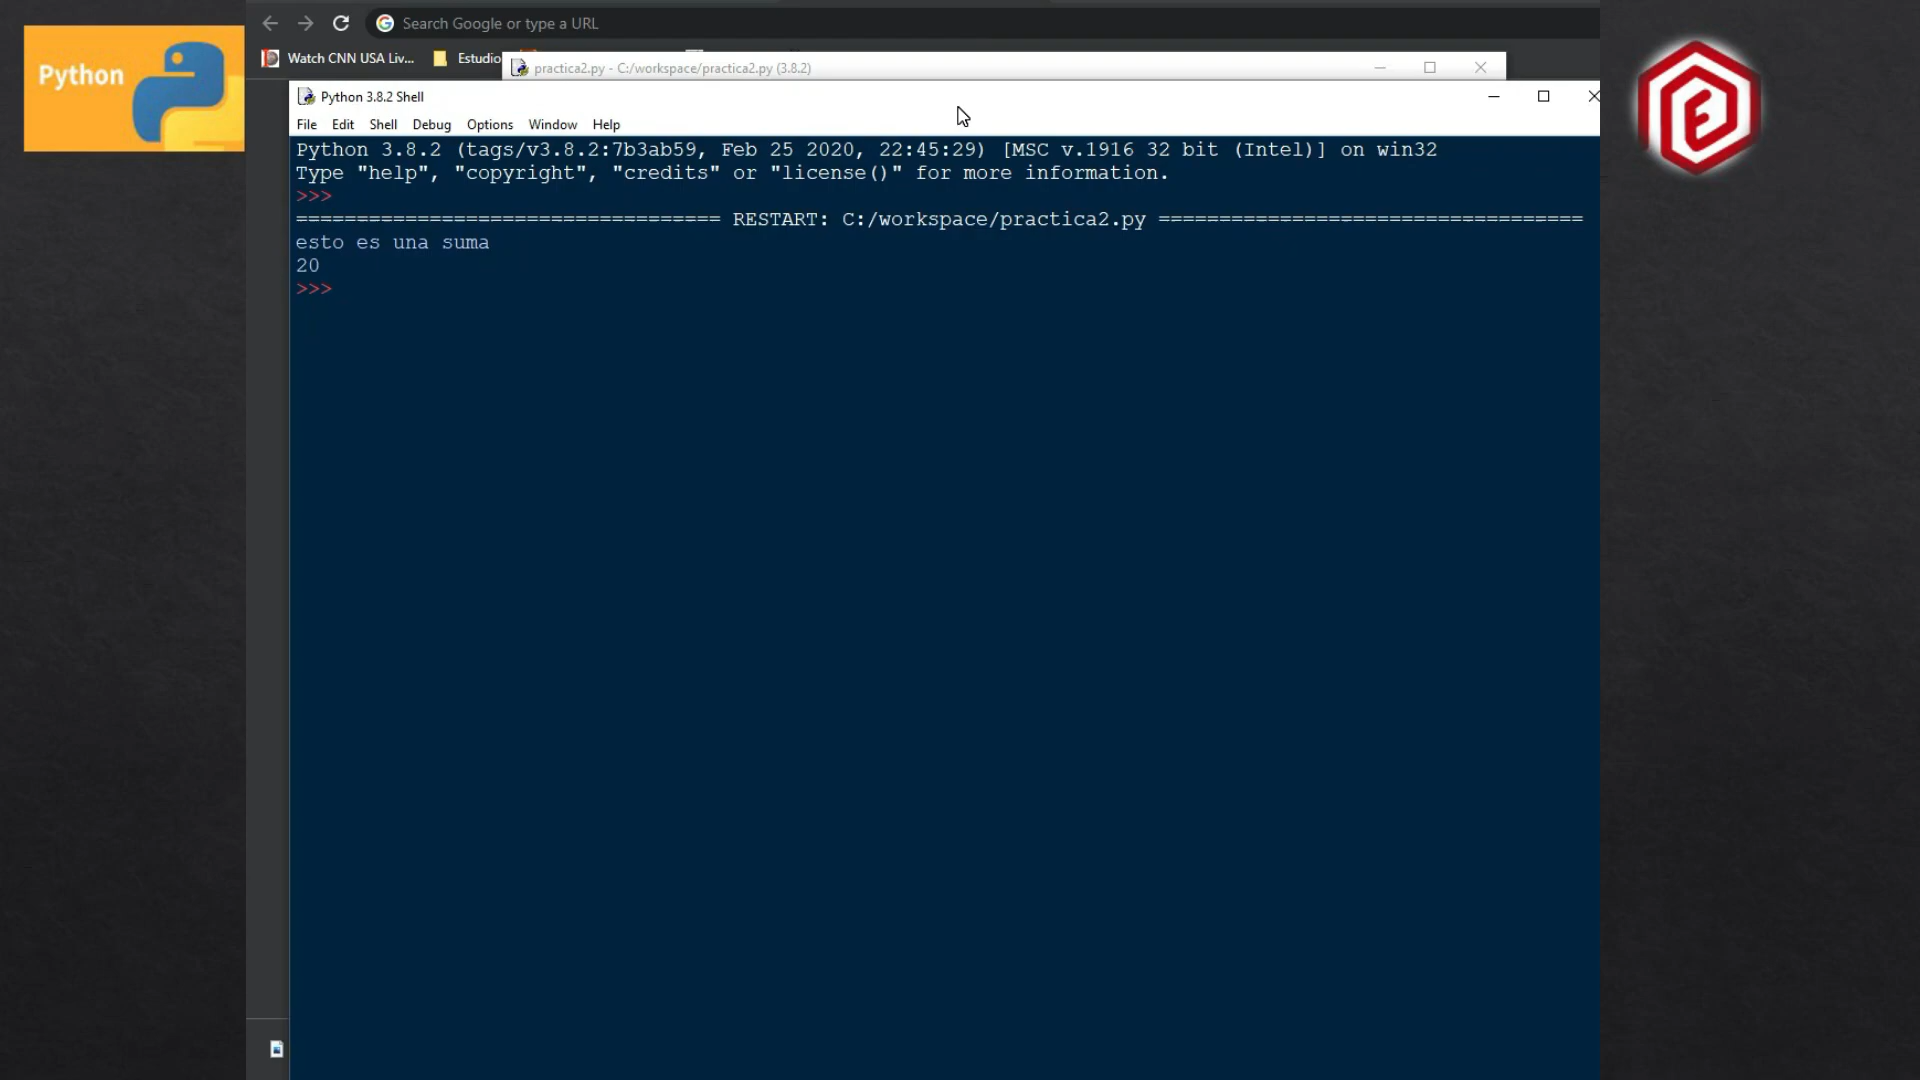 Python
Search Google or type a URL
Watch CNN USA Liv...
Estudio
practica2.py - C:/workspace/practica2.py (3.8.2)
Python 3.8.2 Shell
File Edit Shell Debug Options Window Help
Python 3.8.2 (tags/v3.8.2:7b3ab59, Feb 25 2020, 22:45:29) [MSC v.1916 32 bit (Intel)] on win32
Type "help", "copyright", "credits" or "license()" for more information.
>>>
=================================== RESTART: C:/workspace/practica2.py ===================================
esto es una suma
20
>>>